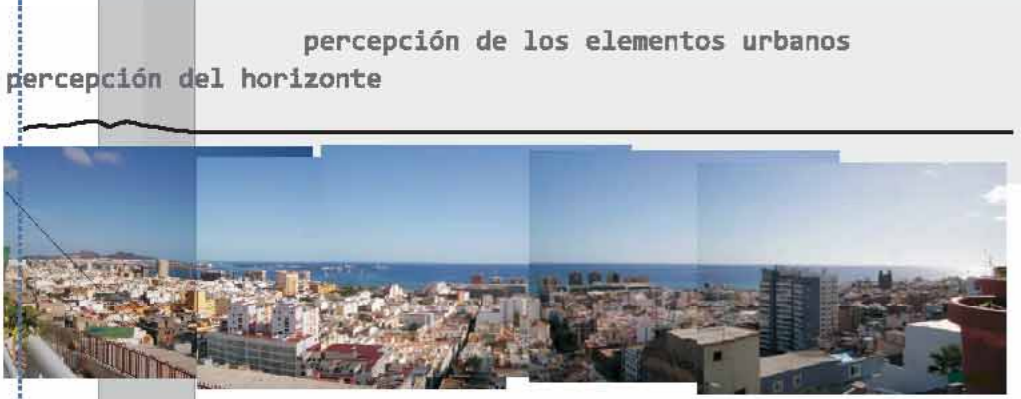 percepción de los elementos urbanos
percepción del horizonte